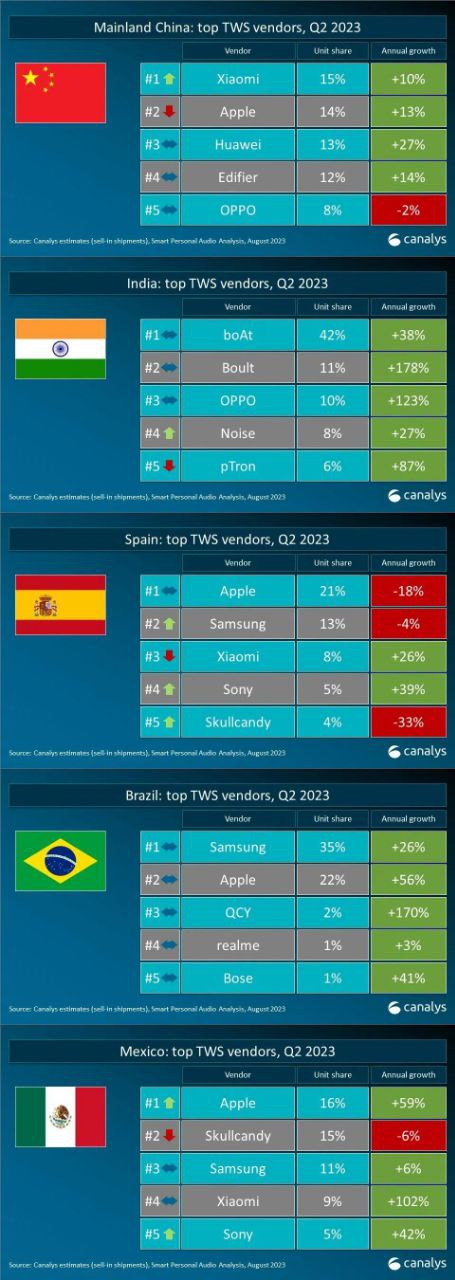 Mainland China: top TWS vendors, Q2 2023
Vendor Unit share Annual growth
#1 Xiaomi 15% +10%
#2 Apple 14% +13%
#3 Huawei 13% +27%
#4 Edifier 12% +14%
#5 OPPO 8% -2%
Source: Canalys estimates (sell-in shipments), Smart Personal Audio Analysis, August 2023 canalys
India: top TWS vendors, Q2 2023
Vendor Unit share Annual growth
#1 boAt 42% +38%
#2 Boult 11% +178%
#3 OPPO 10% +123%
#4 Noise 8% +27%
#5 pTron 6% +87%
Source: Canalys estimates (sell-in shipments), Smart Personal Audio Analysis, August 2023 canalys
Spain: top TWS vendors, Q2 2023
Vendor Unit share Annual growth
#1 Apple 21% -18%
#2 Samsung 13% -4%
#3 Xiaomi 8% +26%
#4 Sony 5% +39%
#5 Skullcandy 4% -33%
Source: Canalys estimates (sell-in shipments), Smart Personal Audio Analysis, August 2023 canalys
Brazil: top TWS vendors, Q2 2023
Vendor Unit share Annual growth
#1 Samsung 35% +26%
#2 Apple 22% +56%
#3 QCY 2% +170%
#4 realme 1% +3%
#5 Bose 1% +41%
Source: Canalys estimates (sell-in shipments), Smart Personal Audio Analysis, August 2023 canalys
Mexico: top TWS vendors, Q2 2023
Vendor Unit share Annual growth
#1 Apple 16% +59%
#2 Skullcandy 15% -6%
#3 Samsung 11% +6%
#4 Xiaomi 9% +102%
#5 Sony 5% +42%
Source: Canalys estimates (sell-in shipments), Smart Personal Audio Analysis, August 2023 canalys